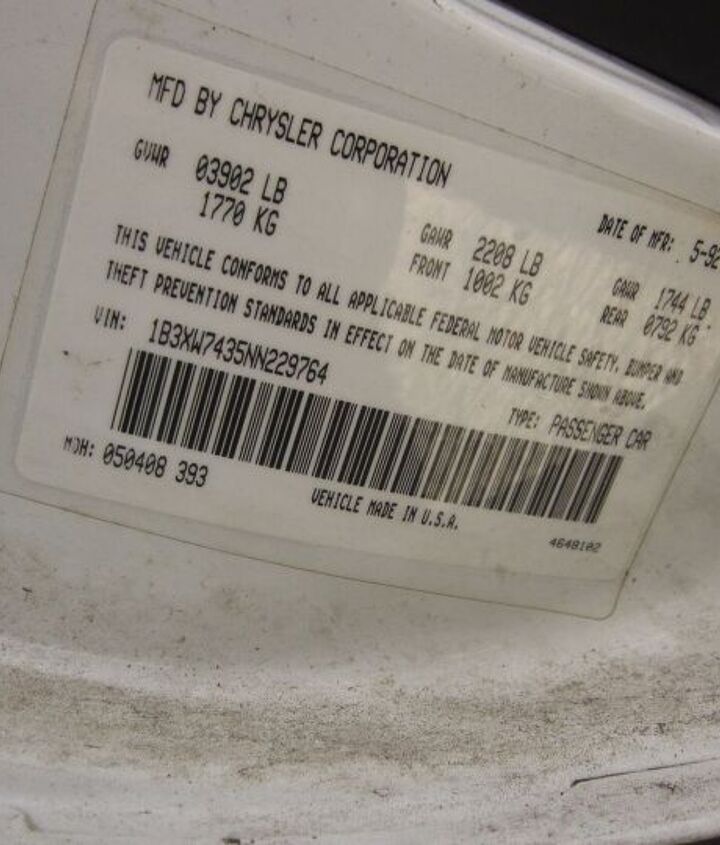 MFD BY CHRYSLER CORPORATION
DATE OF MFR: 5-92
GVWR 03902 LB
1770 KG
GAWR 2208 LB
FRONT 1002 KG
GAWR 1744 LB
REAR 0792 KG
THIS VEHICLE CONFORMS TO ALL APPLICABLE FEDERAL MOTOR VEHICLE SAFETY, BUMPER AND
THEFT PREVENTION STANDARDS IN EFFECT ON THE DATE OF MANUFACTURE SHOWN ABOVE.
VIN: 1B3XW7435NN229764
TYPE: PASSENGER CAR
MDH: 050408 393
VEHICLE MADE IN U.S.A.
4648102